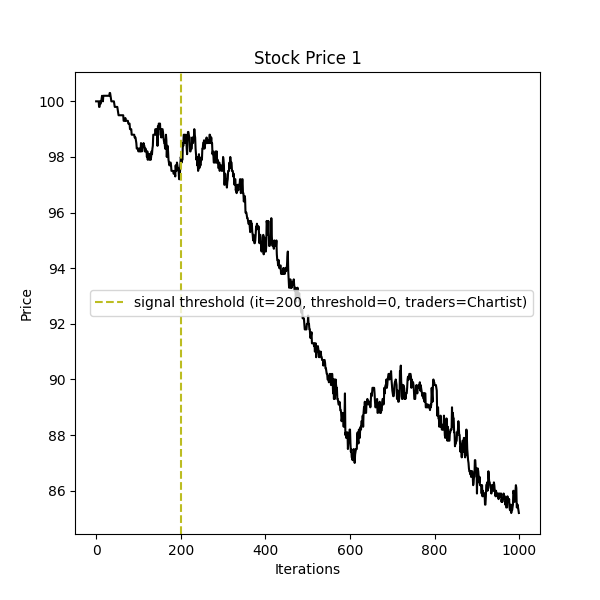 Stock Price 1
100
98
96
94
92
90
88
86
Price
signal threshold (it=200, threshold=0, traders=Chartist)
0 200 400 600 800 1000
Iterations